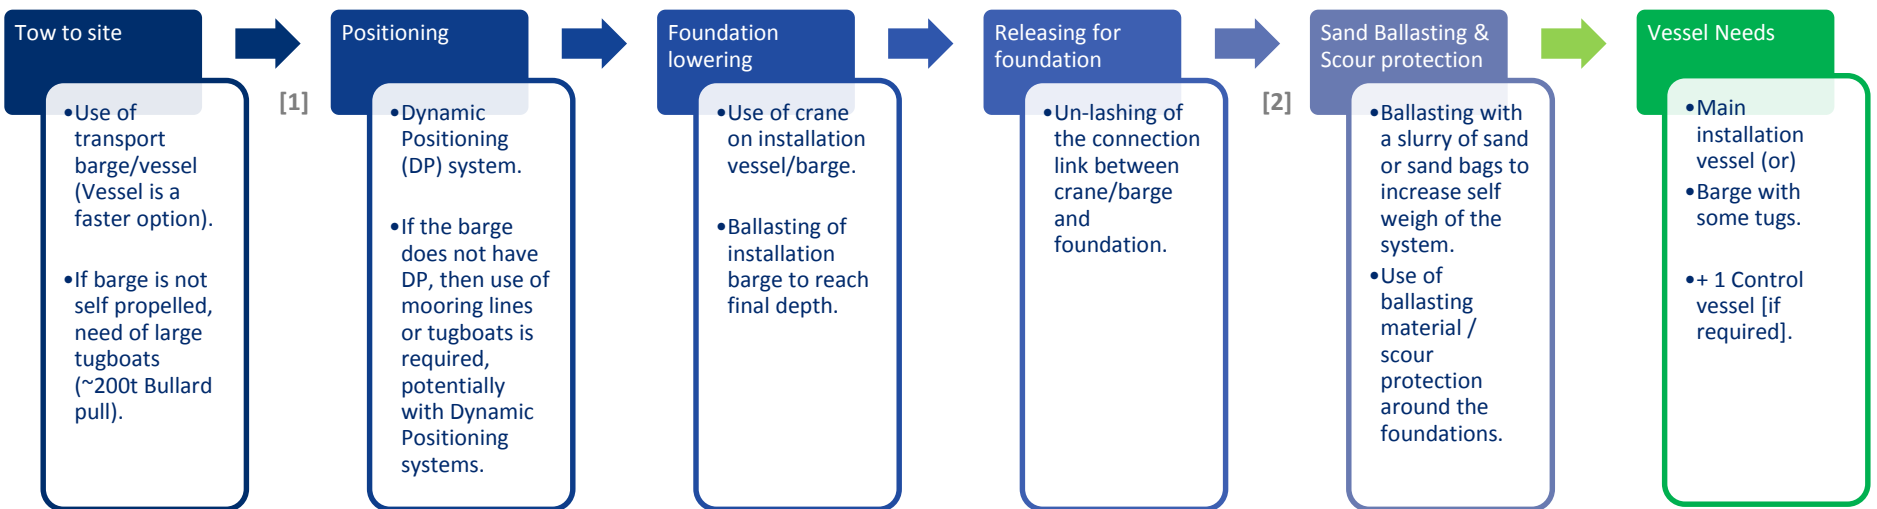 Tow to site
•Use of
transport
barge/vessel
(Vessel is a
faster option).
•If barge is not
self propelled,
need of large
tugboats
(~200t Bullard
pull).
[1]
Positioning
•Dynamic
Positioning
(DP) system.
•If the barge
does not have
DP, then use of
mooring lines
or tugboats is
required,
potentially
with Dynamic
Positioning
systems.
Foundation
lowering
•Use of crane
on installation
vessel/barge.
•Ballasting of
installation
barge to reach
final depth.
Releasing for
foundation
•Un-lashing of
the connection
link between
crane/barge
and
foundation.
[2]
Sand Ballasting &
Scour protection
•Ballasting with
a slurry of sand
or sand bags to
increase self
weigh of the
system.
•Use of
ballasting
material /
scour
protection
around the
foundations.
Vessel Needs
•Main
installation
vessel (or)
•Barge with
some tugs.
•+ 1 Control
vessel [if
required].